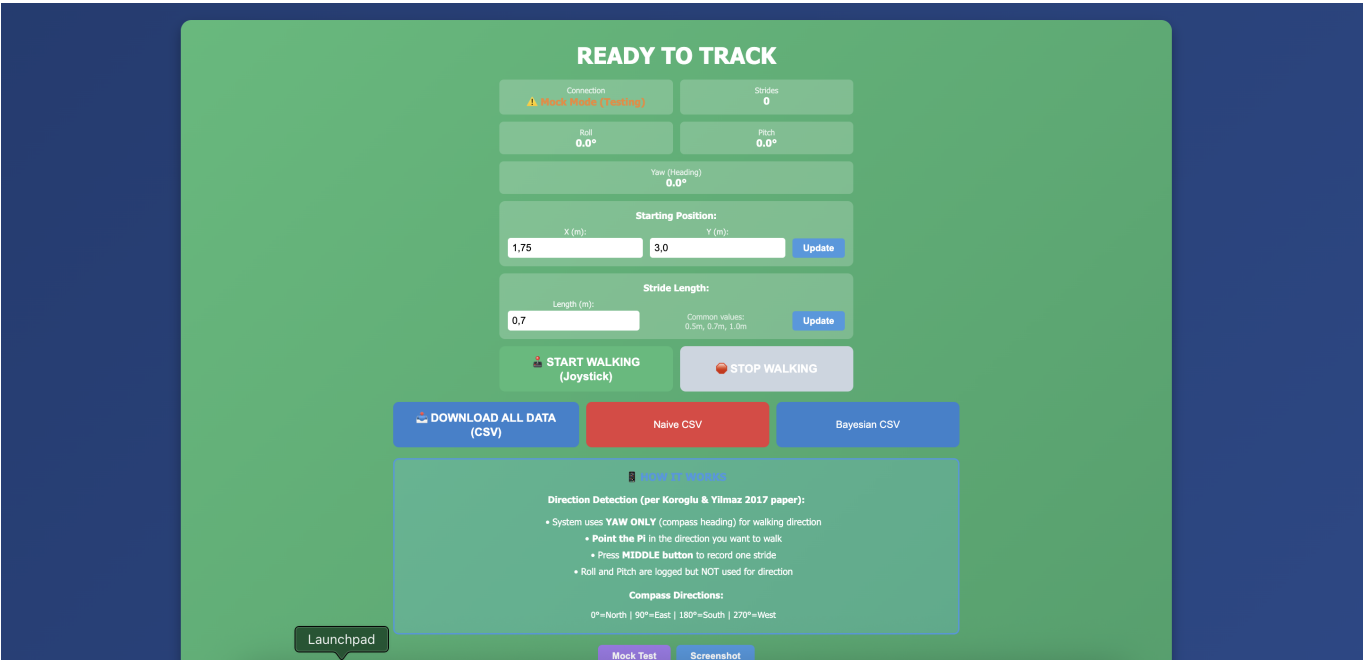 READY TO TRACK
Connection
⚠️ Mock Mode (Testing)
Strides
0
Roll
0.0°
Pitch
0.0°
Yaw (Heading)
0.0°
Starting Position:
X (m):
Y (m):
1,75
3,0
Update
Stride Length:
Length (m):
0,7
Common values:
0.5m, 0.7m, 1.0m
Update
🕹️ START WALKING
(Joystick)
🛑 STOP WALKING
📥 DOWNLOAD ALL DATA
(CSV)
Naive CSV
Bayesian CSV
📱 HOW IT WORKS
Direction Detection (per Koroglu & Yilmaz 2017 paper):
• System uses YAW ONLY (compass heading) for walking direction
• Point the Pi in the direction you want to walk
• Press MIDDLE button to record one stride
• Roll and Pitch are logged but NOT used for direction
Compass Directions:
0°=North | 90°=East | 180°=South | 270°=West
Launchpad
Mock Test
Screenshot